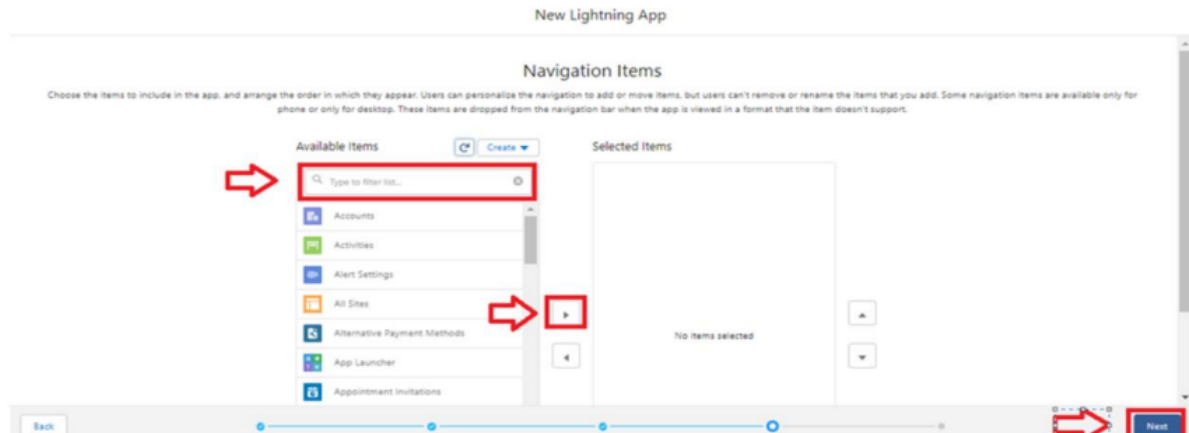 New Lightning App
Navigation Items
Choose the items to include in the app, and arrange the order in which they appear. Users can personalize the navigation to add or move items, but users can't remove or rename the items that you add. Some navigation items are available only for
phone or only for desktop. These items are dropped from the navigation bar when the app is viewed in a format that the item doesn't support.
Available Items
Create
Selected Items
Type to filter list...
Accounts
Activities
Alert Settings
All Sites
Alternative Payment Methods
No items selected
App Launcher
Appointment Invitations
Back
Next